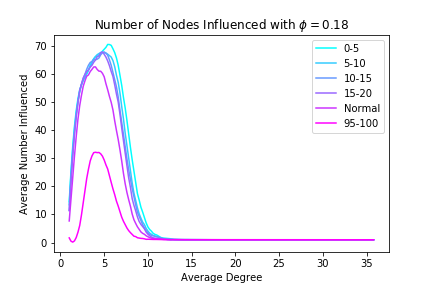 Number of Nodes Influenced with ϕ = 0.18
Average Number Influenced
70
60
50
40
30
20
10
0
0-5
5-10
10-15
15-20
Normal
95-100
0 5 10 15 20 25 30 35
Average Degree